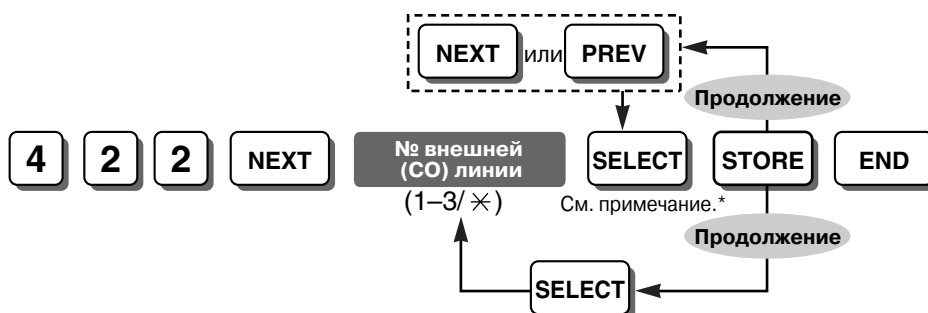 NEXT или PREV
Продолжение
4 2 2 NEXT № внешней (CO) линии SELECT STORE END
(1–3/ ✳) См. примечание.*
Продолжение
SELECT